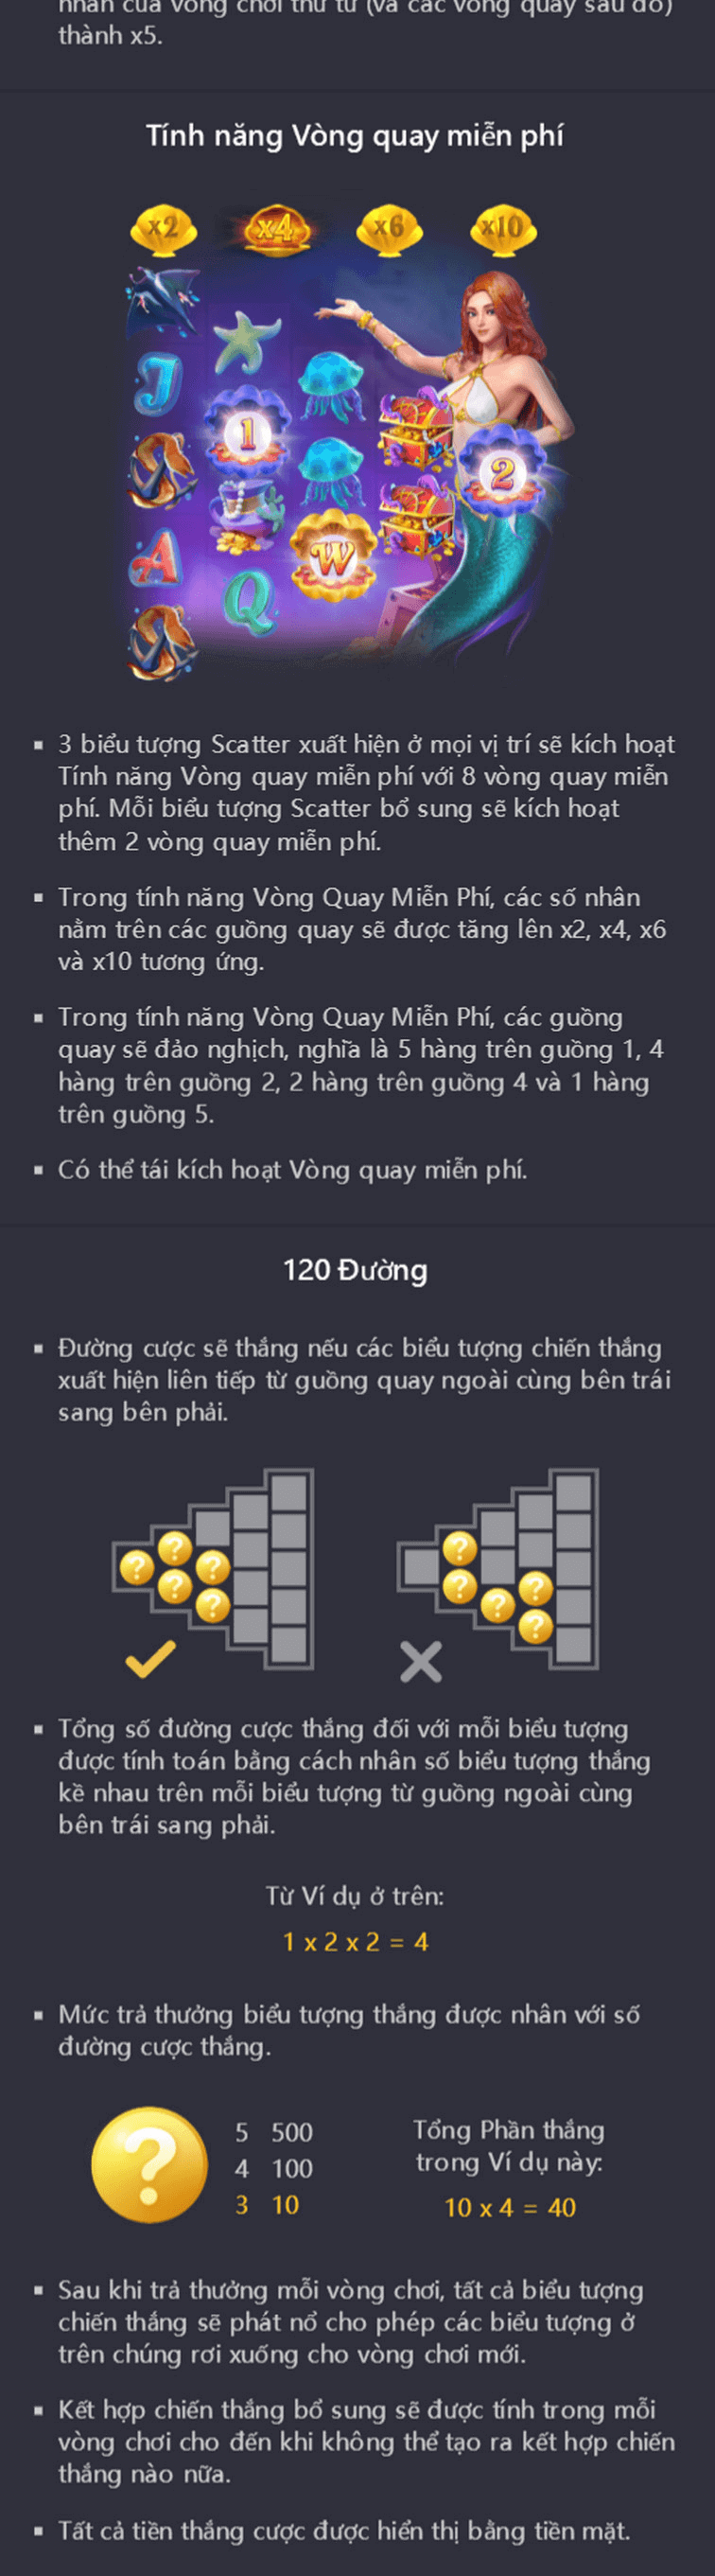 nhân của vòng chơi thứ tư (và các vòng quay sau đó)
thành x5.
Tính năng Vòng quay miễn phí
x2 x4 x6 x10
J
1
2
A
W
Q
3 biểu tượng Scatter xuất hiện ở mọi vị trí sẽ kích hoạt
Tính năng Vòng quay miễn phí với 8 vòng quay miễn
phí. Mỗi biểu tượng Scatter bổ sung sẽ kích hoạt
thêm 2 vòng quay miễn phí.
Trong tính năng Vòng Quay Miễn Phí, các số nhân
nằm trên các guồng quay sẽ được tăng lên x2, x4, x6
và x10 tương ứng.
Trong tính năng Vòng Quay Miễn Phí, các guồng
quay sẽ đảo nghịch, nghĩa là 5 hàng trên guồng 1, 4
hàng trên guồng 2, 2 hàng trên guồng 4 và 1 hàng
trên guồng 5.
Có thể tái kích hoạt Vòng quay miễn phí.
120 Đường
Đường cược sẽ thắng nếu các biểu tượng chiến thắng
xuất hiện liên tiếp từ guồng quay ngoài cùng bên trái
sang bên phải.
? ? ? ? ?
? ? ? ? ?
Tổng số đường cược thắng đối với mỗi biểu tượng
được tính toán bằng cách nhân số biểu tượng thắng
kề nhau trên mỗi biểu tượng từ guồng ngoài cùng
bên trái sang phải.
Từ Ví dụ ở trên:
1 x 2 x 2 = 4
Mức trả thưởng biểu tượng thắng được nhân với số
đường cược thắng.
?
5 500
4 100
3 10
Tổng Phần thắng
trong Ví dụ này:
10 x 4 = 40
Sau khi trả thưởng mỗi vòng chơi, tất cả biểu tượng
chiến thắng sẽ phát nổ cho phép các biểu tượng ở
trên chúng rơi xuống cho vòng chơi mới.
Kết hợp chiến thắng bổ sung sẽ được tính trong mỗi
vòng chơi cho đến khi không thể tạo ra kết hợp chiến
thắng nào nữa.
Tất cả tiền thắng cược được hiển thị bằng tiền mặt.